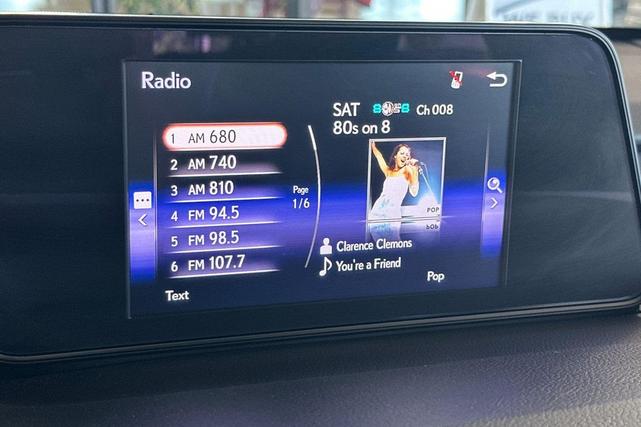 Radio
SAT 80s8 Ch 008
80s on 8
1 AM 680
2 AM 740
3 AM 810
4 FM 94.5
5 FM 98.5
6 FM 107.7
Page
1/6
POP
Clarence Clemons
You're a Friend
Text
Pop